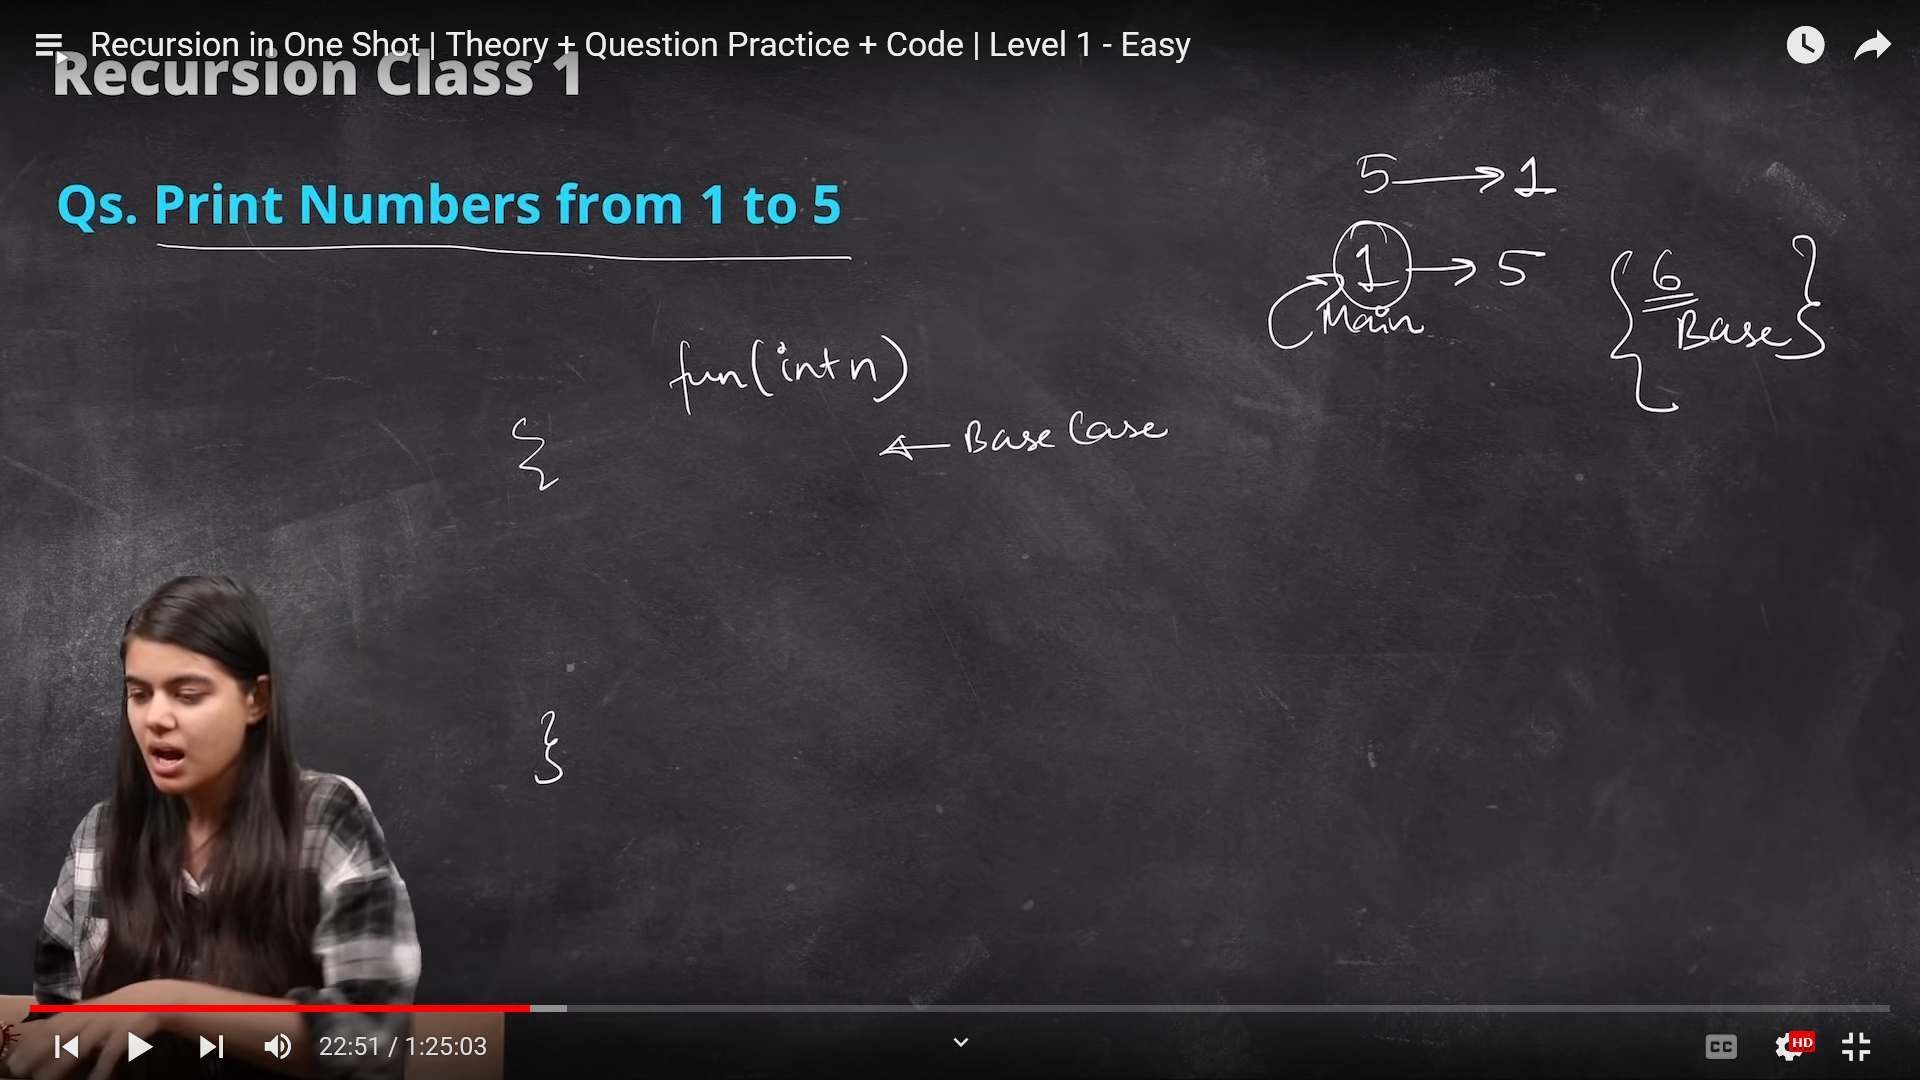 Recursion in One Shot | Theory + Question Practice + Code | Level 1 - Easy
Recursion Class 1
Qs. Print Numbers from 1 to 5
5 → 1
1 → 5 { 6 }
Main
Base
fun(int n)
{ ← Base Case
}
22:51 / 1:25:03
CC
HD